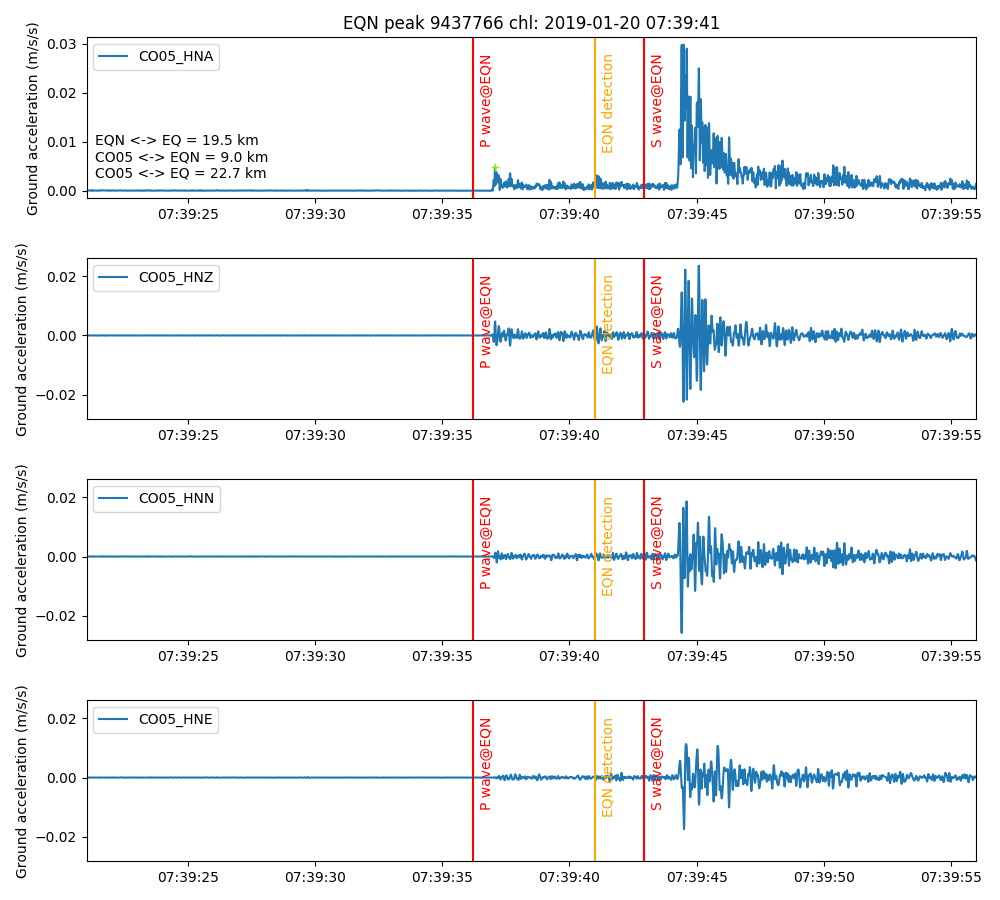 EQN peak 9437766 chl: 2019-01-20 07:39:41
Ground acceleration (m/s/s)
0.03
0.02
0.01
0.00
CO05_HNA
EQN <-> EQ = 19.5 km
CO05 <-> EQN = 9.0 km
CO05 <-> EQ = 22.7 km
P wave@EQN
EQN detection
S wave@EQN
07:39:25 07:39:30 07:39:35 07:39:40 07:39:45 07:39:50 07:39:55
Ground acceleration (m/s/s)
0.02
0.00
−0.02
CO05_HNZ
P wave@EQN
EQN detection
S wave@EQN
07:39:25 07:39:30 07:39:35 07:39:40 07:39:45 07:39:50 07:39:55
Ground acceleration (m/s/s)
0.02
0.00
−0.02
CO05_HNN
P wave@EQN
EQN detection
S wave@EQN
07:39:25 07:39:30 07:39:35 07:39:40 07:39:45 07:39:50 07:39:55
Ground acceleration (m/s/s)
0.02
0.00
−0.02
CO05_HNE
P wave@EQN
EQN detection
S wave@EQN
07:39:25 07:39:30 07:39:35 07:39:40 07:39:45 07:39:50 07:39:55